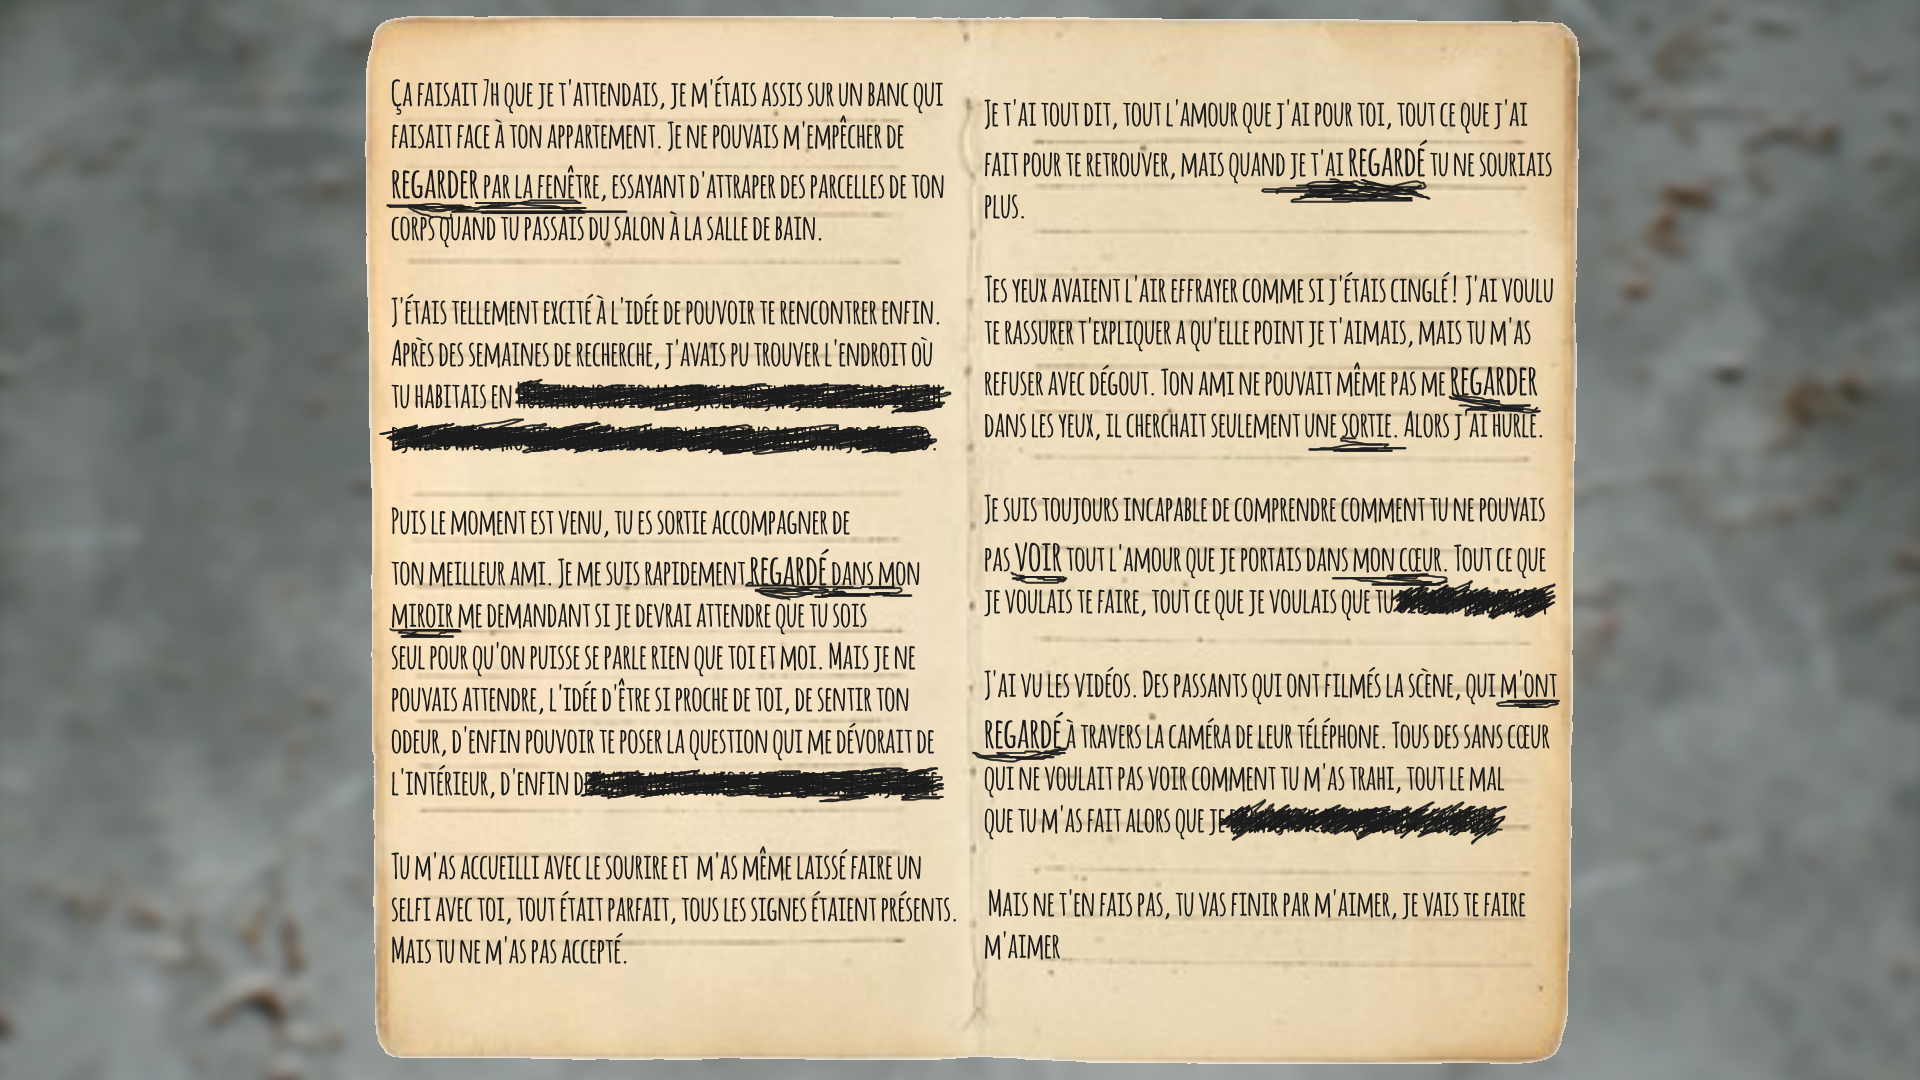 Ça faisait 7h que je t'attendais, je m'étais assis sur un banc qui
faisait face à ton appartement. Je ne pouvais m'empêcher de
REGARDER par la fenêtre, essayant d'attraper des parcelles de ton
corps quand tu passais du salon à la salle de bain.
J'étais tellement excité à l'idée de pouvoir te rencontrer enfin.
Après des semaines de recherche, j'avais pu trouver l'endroit où
tu habitais en
Puis le moment est venu, tu es sortie accompagner de
ton meilleur ami. Je me suis rapidement REGARDÉ dans mon
miroir me demandant si je devrai attendre que tu sois
seul pour qu'on puisse se parle rien que toi et moi. Mais je ne
pouvais attendre, l'idée d'être si proche de toi, de sentir ton
odeur, d'enfin pouvoir te poser la question qui me dévorait de
l'intérieur, d'enfin
Tu m'as accueilli avec le sourire et m'as même laissé faire un
selfi avec toi, tout était parfait, tous les signes étaient présents.
Mais tu ne m'as pas accepté.
Je t'ai tout dit, tout l'amour que j'ai pour toi, tout ce que j'ai
fait pour te retrouver, mais quand je t'ai REGARDÉ tu ne souriais
plus.
Tes yeux avaient l'air effrayer comme si j'étais cinglé! J'ai voulu
te rassurer t'expliquer a qu'elle point je t'aimais, mais tu m'as
refuser avec dégout. Ton ami ne pouvait même pas me REGARDER
dans les yeux, il cherchait seulement une sortie. Alors j'ai hurlé.
Je suis toujours incapable de comprendre comment tu ne pouvais
pas VOIR tout l'amour que je portais dans mon cœur. Tout ce que
je voulais te faire, tout ce que je voulais que tu
J'ai vu les vidéos. Des passants qui ont filmés la scène, qui m'ont
REGARDÉ à travers la caméra de leur téléphone. Tous des sans cœur
qui ne voulait pas voir comment tu m'as trahi, tout le mal
que tu m'as fait alors que je
Mais ne t'en fais pas, tu vas finir par m'aimer, je vais te faire
m'aimer